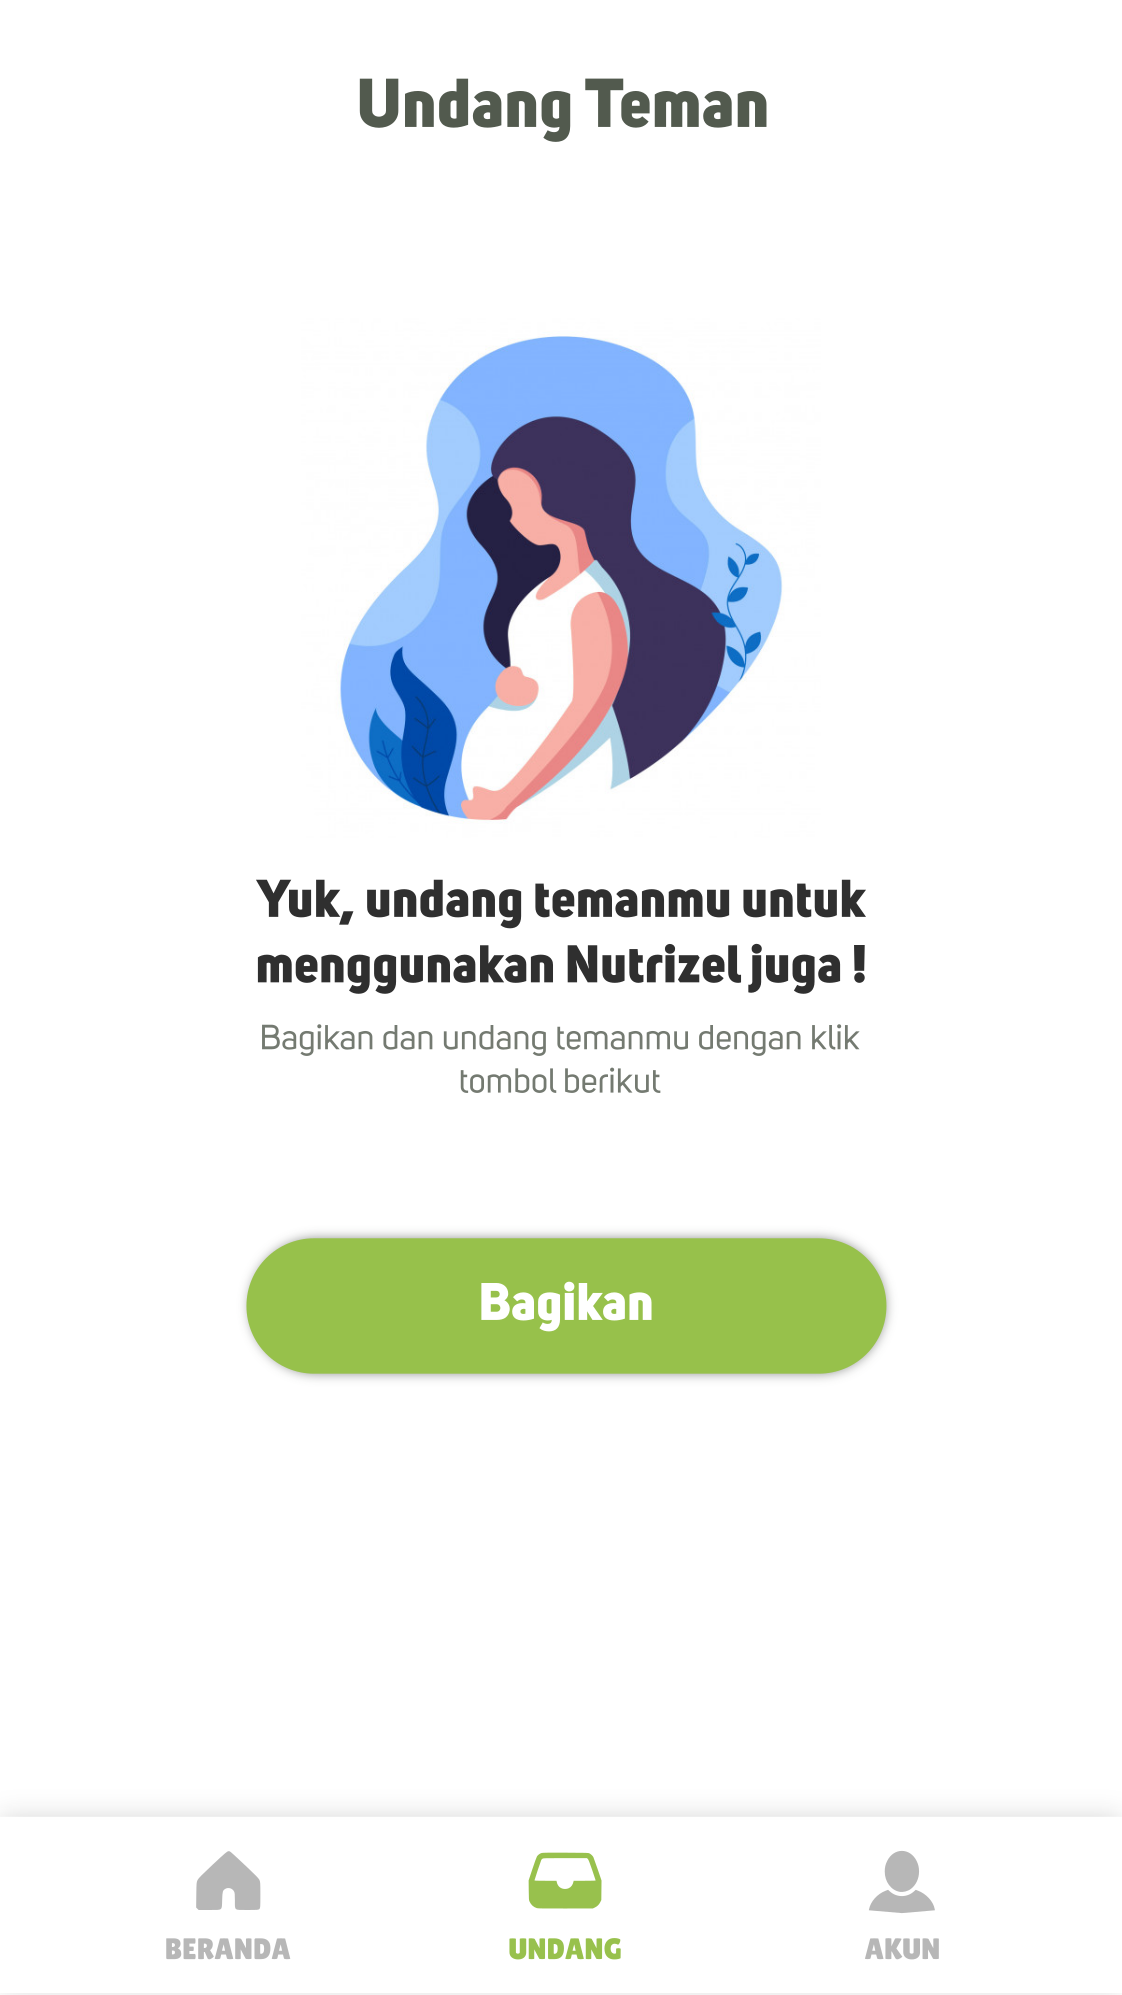 Undang Teman
Yuk, undang temanmu untuk
menggunakan Nutrizel juga !
Bagikan dan undang temanmu dengan klik
tombol berikut
Bagikan
BERANDA
UNDANG
AKUN